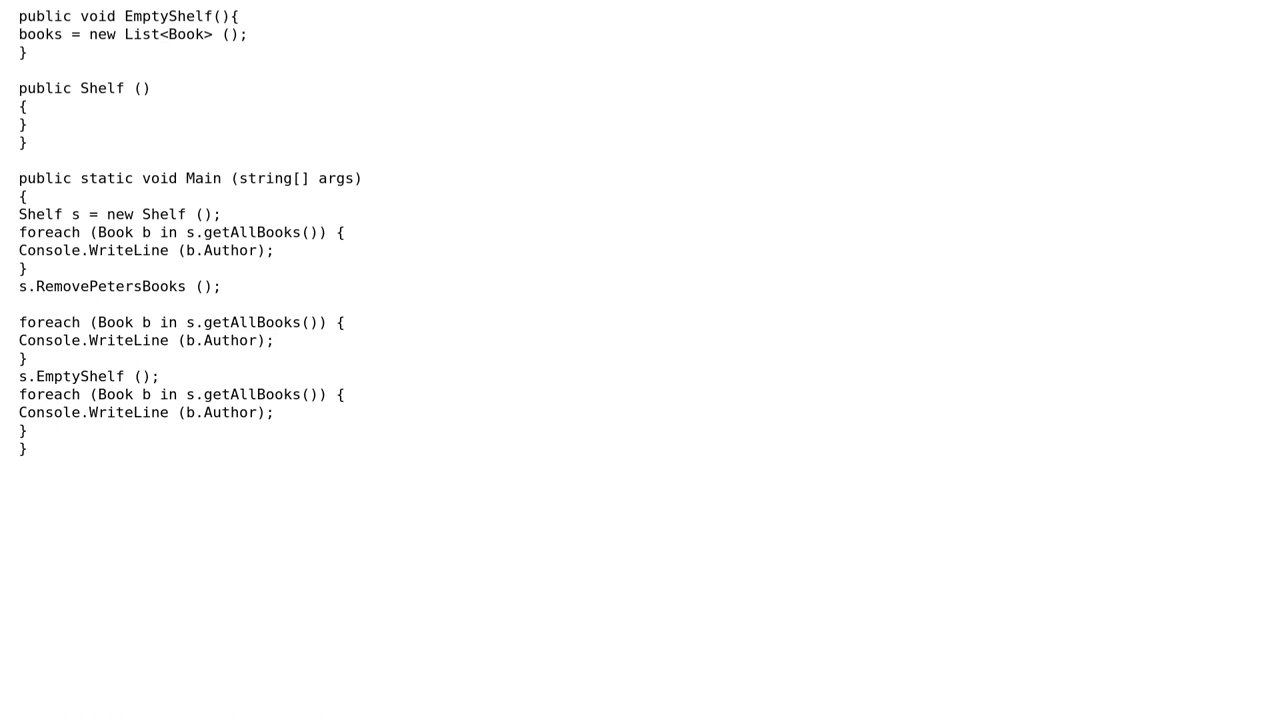 public void EmptyShelf(){
books = new List<Book> ();
}

public Shelf ()
{
}
}

public static void Main (string[] args)
{
Shelf s = new Shelf ();
foreach (Book b in s.getAllBooks()) {
Console.WriteLine (b.Author);
}
s.RemovePetersBooks ();

foreach (Book b in s.getAllBooks()) {
Console.WriteLine (b.Author);
}
s.EmptyShelf ();
foreach (Book b in s.getAllBooks()) {
Console.WriteLine (b.Author);
}
}